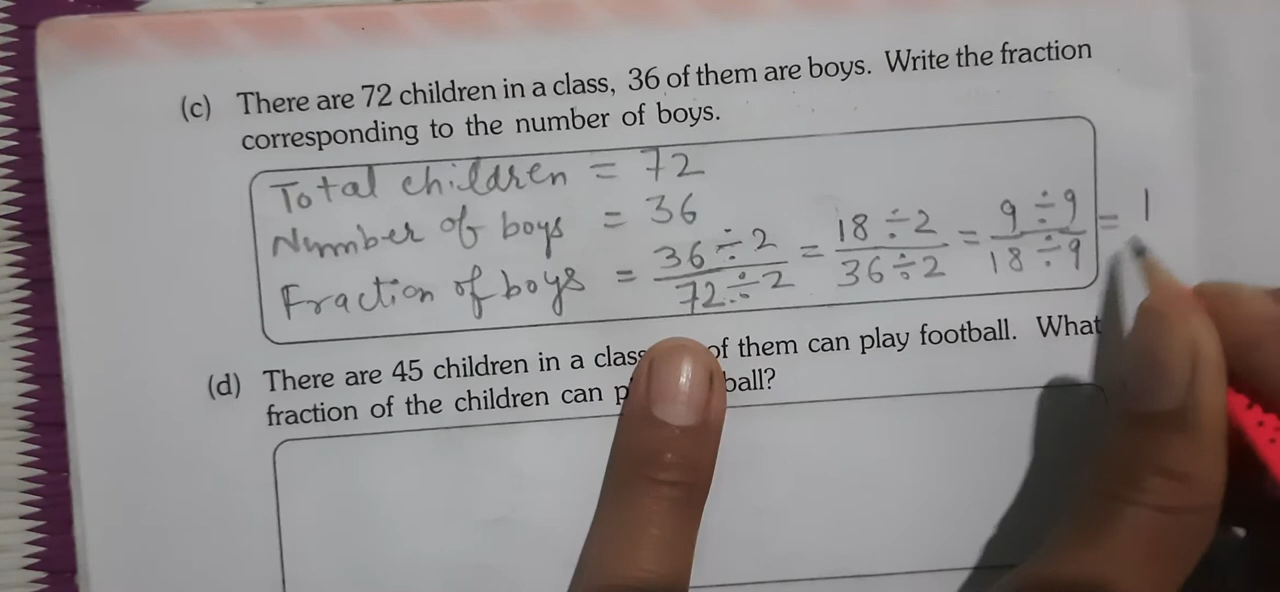 (c) There are 72 children in a class, 36 of them are boys. Write the fraction
corresponding to the number of boys.
Total children = 72
Number of boys = 36
Fraction of boys = 36÷2/72÷2 = 18÷2/36÷2 = 9÷9/18÷9 = 1
(d) There are 45 children in a class of them can play football. What
fraction of the children can ball?